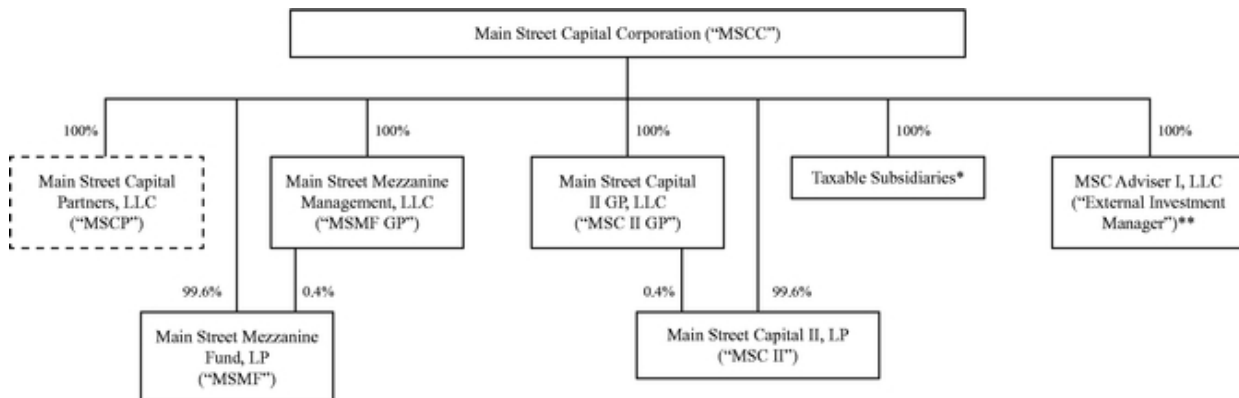 Main Street Capital Corporation (“MSCC”)
100%
100%
100%
100%
100%
Main Street Capital
Partners, LLC
(“MSCP”)
Main Street Mezzanine
Management, LLC
(“MSMF GP”)
Main Street Capital
II GP, LLC
(“MSC II GP”)
Taxable Subsidiaries*
MSC Adviser I, LLC
(“External Investment
Manager”)**
99.6%
0.4%
0.4%
99.6%
Main Street Mezzanine
Fund, LP
(“MSMF”)
Main Street Capital II, LP
(“MSC II”)